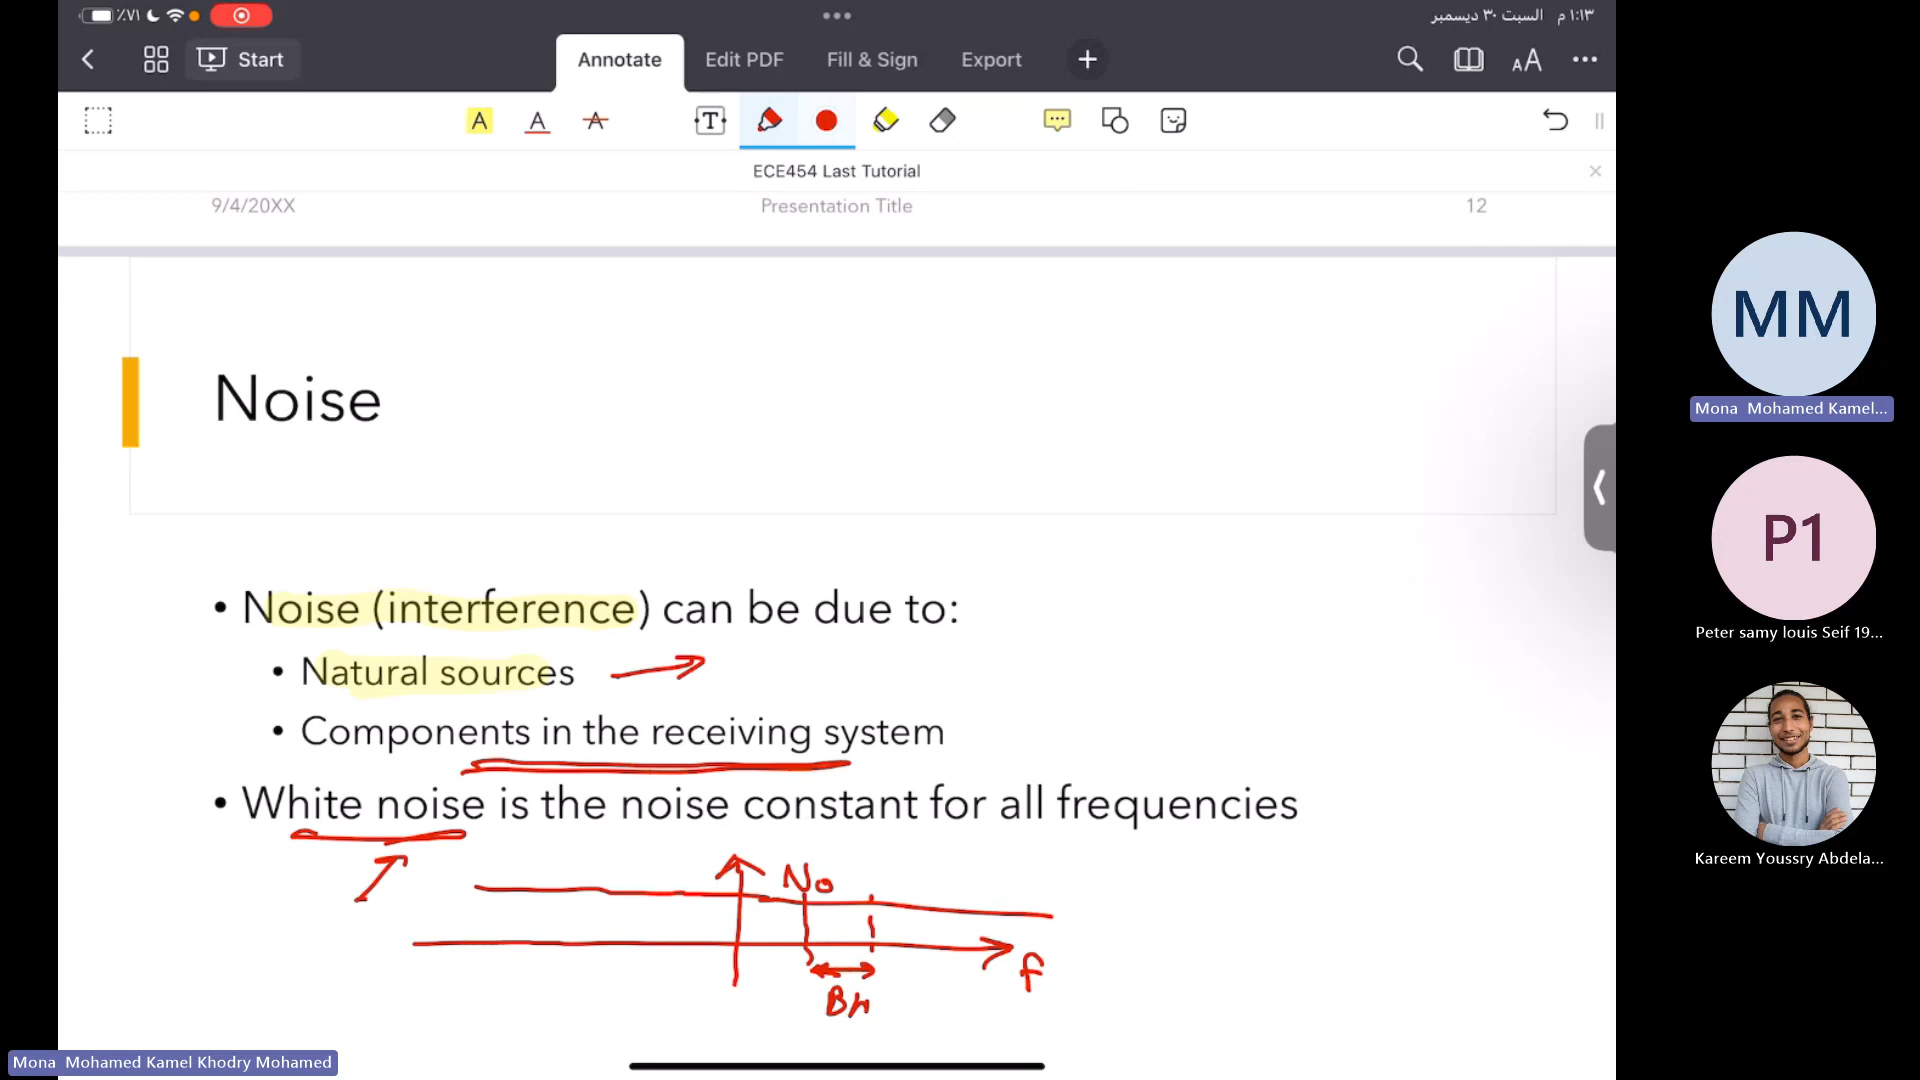 ٪٧١
١:١٣ م السبت ٣٠ ديسمبر
Start
Annotate
Edit PDF
Fill & Sign
Export
AA
A
A
A
T
ECE454 Last Tutorial
9/4/20XX
Presentation Title
12
Noise
• Noise (interference) can be due to:
• Natural sources
• Components in the receiving system
• White noise is the noise constant for all frequencies
No
f
Bn
MM
Mona Mohamed Kamel...
P1
Peter samy louis Seif 19...
Kareem Youssry Abdela...
Mona Mohamed Kamel Khodry Mohamed